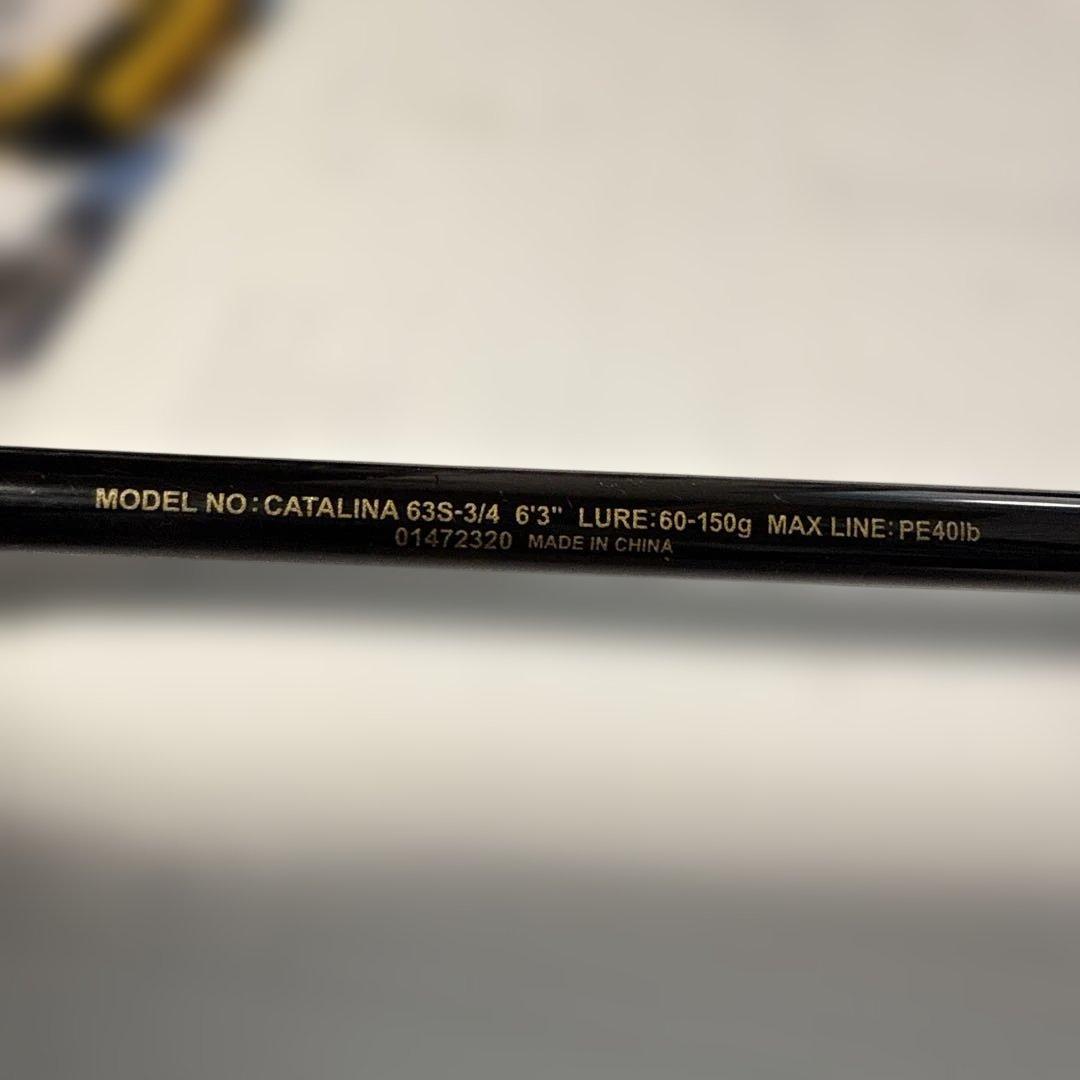 MODEL NO:CATALINA 63S-3/4 6'3" LURE:60-150g MAX LINE:PE40lb
01472320 MADE IN CHINA